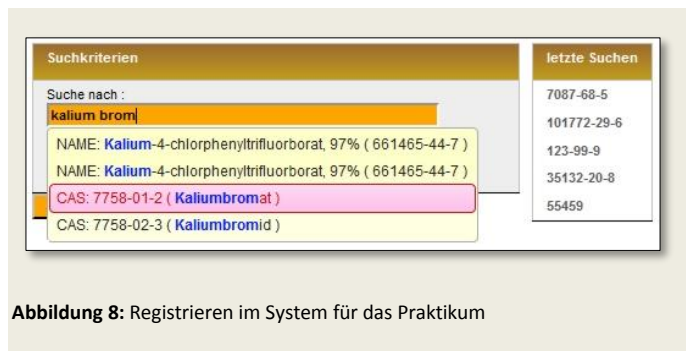 Suchkriterien
letzte Suchen
Suche nach :
kalium brom
NAME: Kalium-4-chlorphenyltrifluorborat, 97% ( 661465-44-7 )
NAME: Kalium-4-chlorphenyltrifluorborat, 97% ( 661465-44-7 )
CAS: 7758-01-2 ( Kaliumbromat )
CAS: 7758-02-3 ( Kaliumbromid )
7087-68-5
101772-29-6
123-99-9
35132-20-8
55459
Abbildung 8: Registrieren im System für das Praktikum